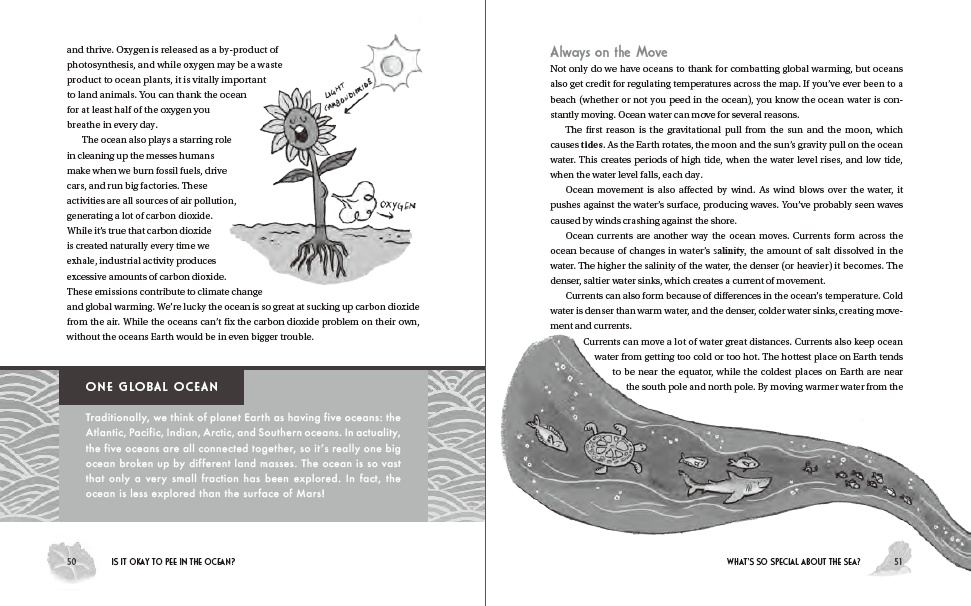 and thrive. Oxygen is released as a by-product of
photosynthesis, and while oxygen may be a waste
product to ocean plants, it is vitally important
to land animals. You can thank the ocean
for at least half of the oxygen you
breathe in every day.
The ocean also plays a starring role
in cleaning up the messes humans
make when we burn fossil fuels, drive
cars, and run big factories. These
activities are all sources of air pollution,
generating a lot of carbon dioxide.
While it's true that carbon dioxide
is created naturally every time we
exhale, industrial activity produces
excessive amounts of carbon dioxide.
These emissions contribute to climate change
and global warming. We're lucky the ocean is so great at sucking up carbon dioxide
from the air. While the oceans can't fix the carbon dioxide problem on their own,
without the oceans Earth would be in even bigger trouble.
LIGHT
CARBON DIOXIDE
OXYGEN
ONE GLOBAL OCEAN
Traditionally, we think of planet Earth as having five oceans: the
Atlantic, Pacific, Indian, Arctic, and Southern oceans. In actuality,
the five oceans are all connected together, so it's really one big
ocean broken up by different land masses. The ocean is so vast
that only a very small fraction has been explored. In fact, the
ocean is less explored than the surface of Mars!
50 IS IT OKAY TO PEE IN THE OCEAN?
Always on the Move
Not only do we have oceans to thank for combatting global warming, but oceans
also get credit for regulating temperatures across the map. If you've ever been to a
beach (whether or not you peed in the ocean), you know the ocean water is con-
stantly moving. Ocean water can move for several reasons.
The first reason is the gravitational pull from the sun and the moon, which
causes tides. As the Earth rotates, the moon and the sun's gravity pull on the ocean
water. This creates periods of high tide, when the water level rises, and low tide,
when the water level falls, each day.
Ocean movement is also affected by wind. As wind blows over the water, it
pushes against the water's surface, producing waves. You've probably seen waves
caused by winds crashing against the shore.
Ocean currents are another way the ocean moves. Currents form across the
ocean because of changes in water's salinity, the amount of salt dissolved in the
water. The higher the salinity of the water, the denser (or heavier) it becomes. The
denser, saltier water sinks, which creates a current of movement.
Currents can also form because of differences in the ocean's temperature. Cold
water is denser than warm water, and the denser, colder water sinks, creating move-
ment and currents.
Currents can move a lot of water great distances. Currents also keep ocean
water from getting too cold or too hot. The hottest place on Earth tends
to be near the equator, while the coldest places on Earth are near
the south pole and north pole. By moving warmer water from the
WHAT'S SO SPECIAL ABOUT THE SEA? 51